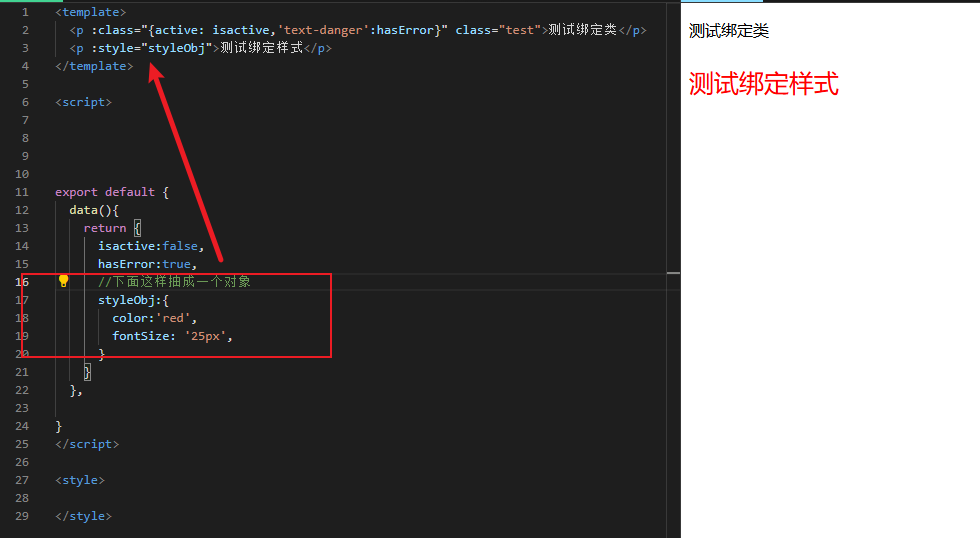 1 <template>
2 <p :class="{active: isactive,'text-danger':hasError}" class="test">测试绑定类</p>
3 <p :style="styleObj">测试绑定样式</p>
4 </template>
5
6 <script>
7
8
9
10
11 export default {
12 data(){
13 return {
14 isactive:false,
15 hasError:true,
16 //下面这样抽成一个对象
17 styleObj:{
18 color:'red',
19 fontSize: '25px',
20 }
21 }
22 },
23
24 }
25 </script>
26
27 <style>
28
29 </style>
测试绑定类
测试绑定样式